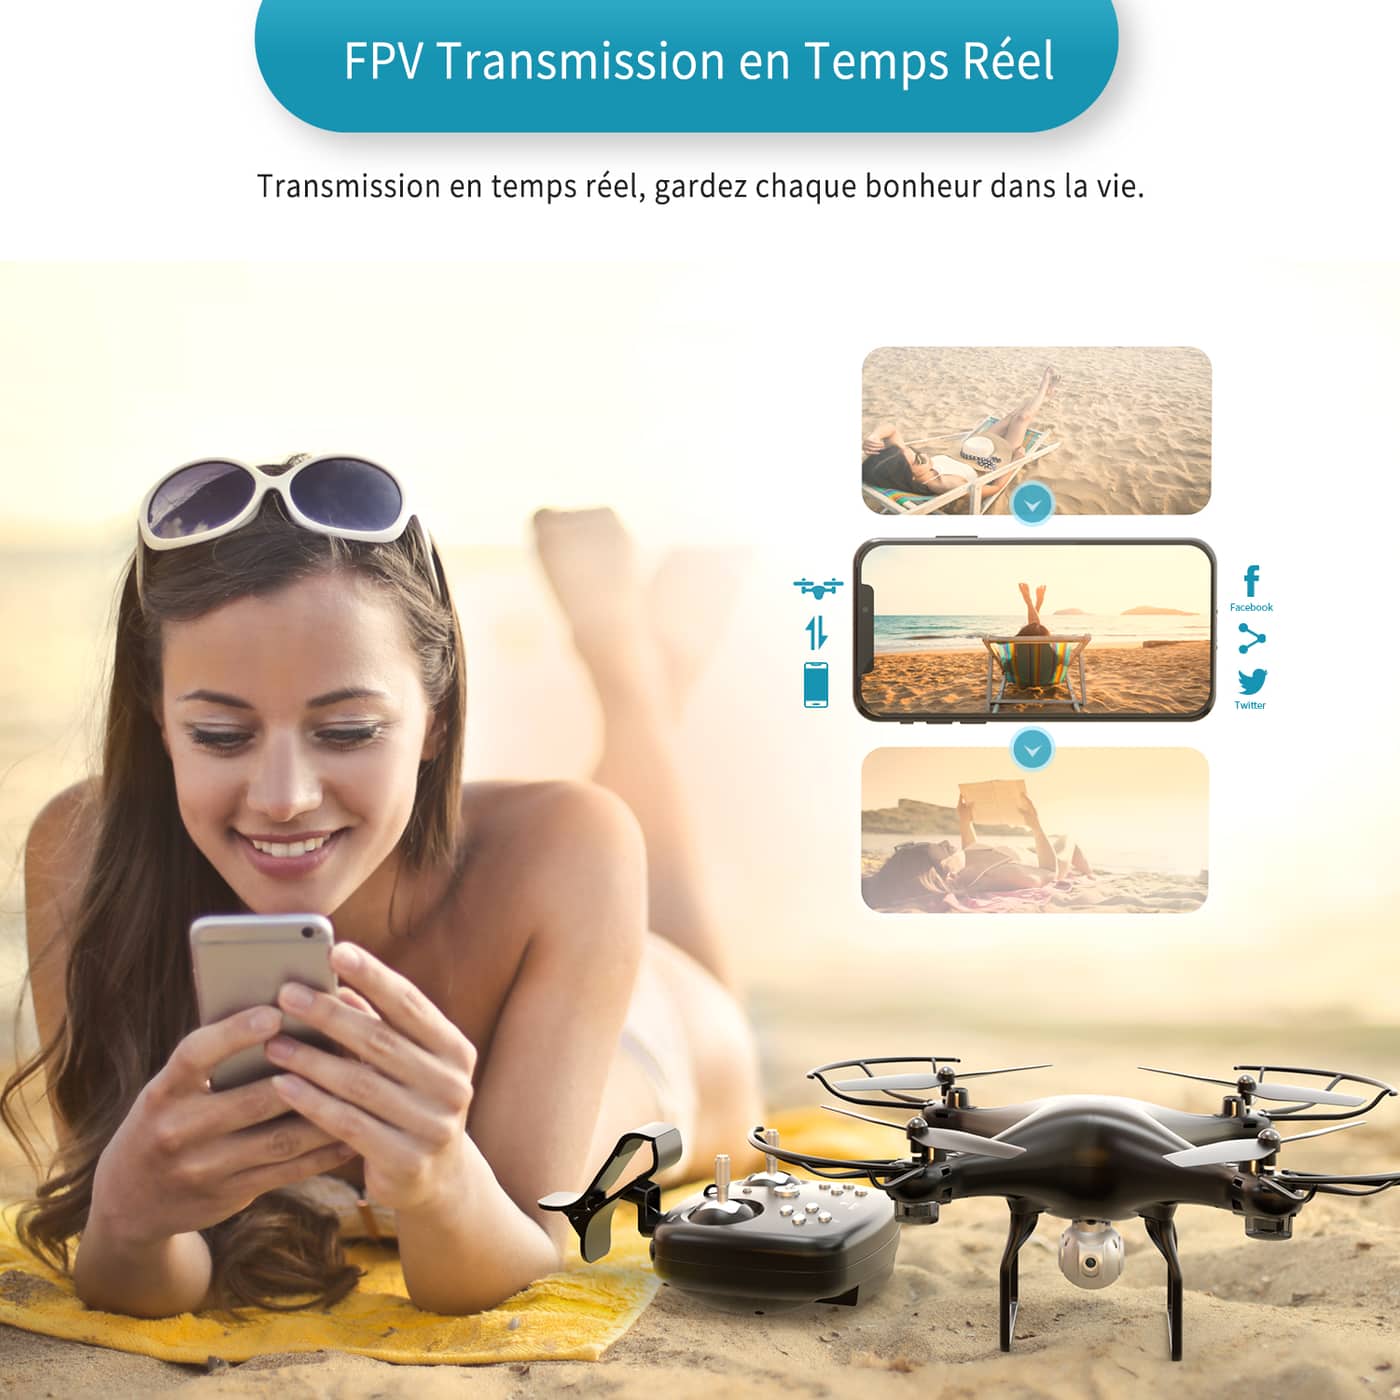 FPV Transmission en Temps Réel
Transmission en temps réel, gardez chaque bonheur dans la vie.
Facebook
Twitter